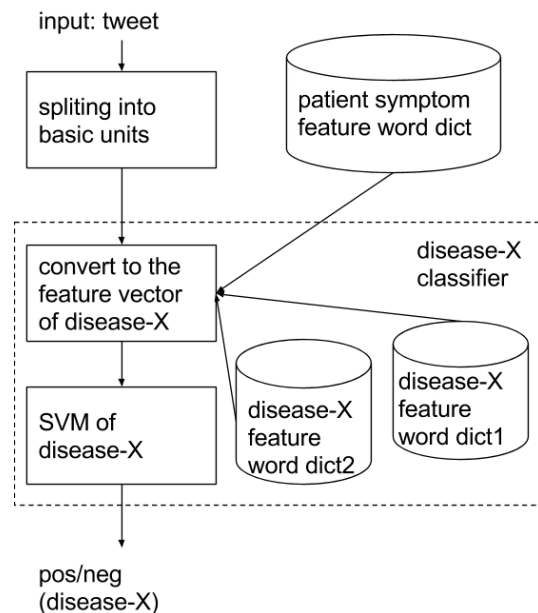 input: tweet
spliting into
basic units
patient symptom
feature word dict
convert to the
feature vector
of disease-X
disease-X
classifier
SVM of
disease-X
disease-X
feature
word dict2
disease-X
feature
word dict1
pos/neg
(disease-X)